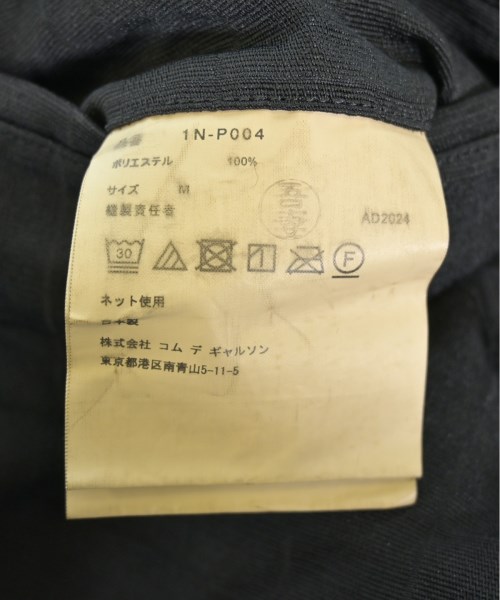 品番 1N-P004
ポリエステル 100%
サイズ M
縫製責任者
AD2024
30 F
ネット使用
日本製
株式会社 コム デ ギャルソン
東京都港区南青山5-11-5